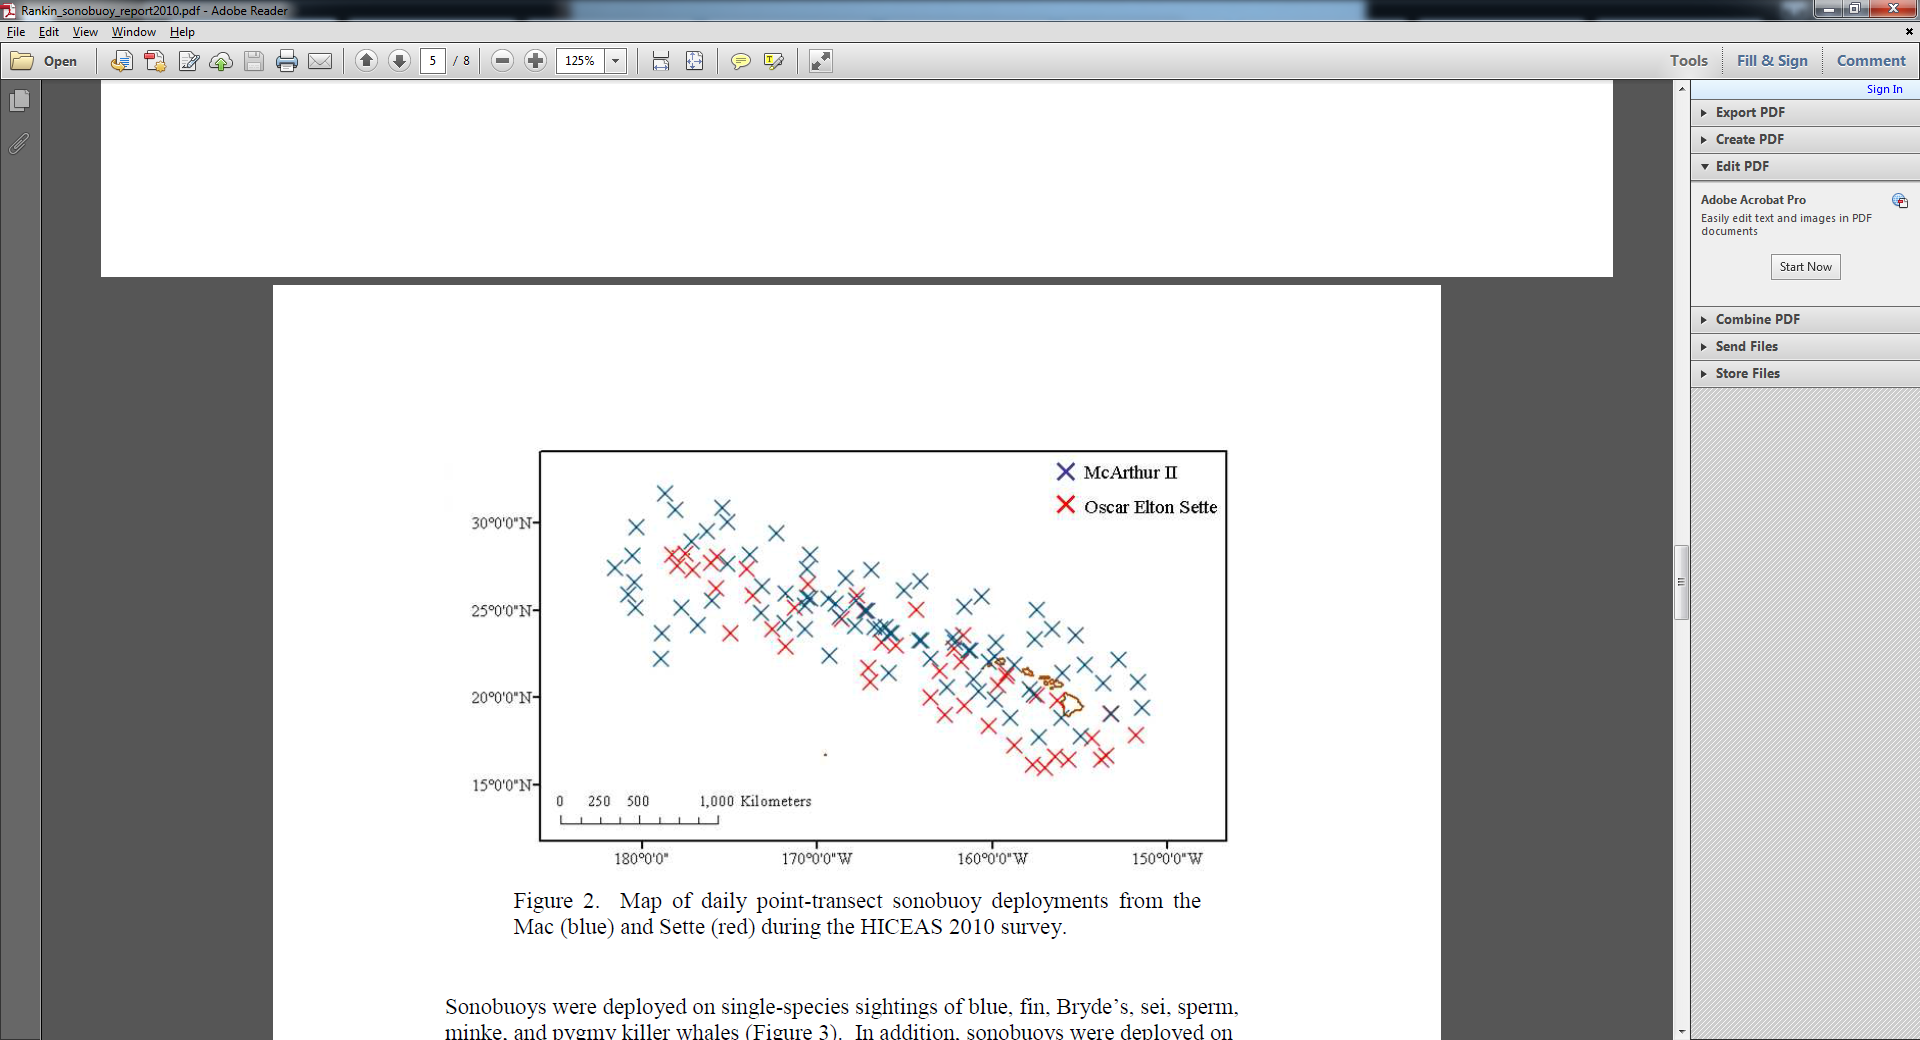 Rankin_sonobuoy_report2010.pdf - Adobe Reader
File Edit View Window Help
Open 5 / 8 125% Tools Fill & Sign Comment
Sign In
Export PDF
Create PDF
Edit PDF
Adobe Acrobat Pro
Easily edit text and images in PDF
documents
Start Now
Combine PDF
Send Files
Store Files
McArthur II
Oscar Elton Sette
30°0'0"N
25°0'0"N
20°0'0"N
15°0'0"N
0 250 500 1,000 Kilometers
180°0'0" 170°0'0"W 160°0'0"W 150°0'0"W
Figure 2. Map of daily point-transect sonobuoy deployments from the
Mac (blue) and Sette (red) during the HICEAS 2010 survey.
Sonobuoys were deployed on single-species sightings of blue, fin, Bryde's, sei, sperm,
minke, and pygmy killer whales (Figure 3). In addition, sonobuoys were deployed on